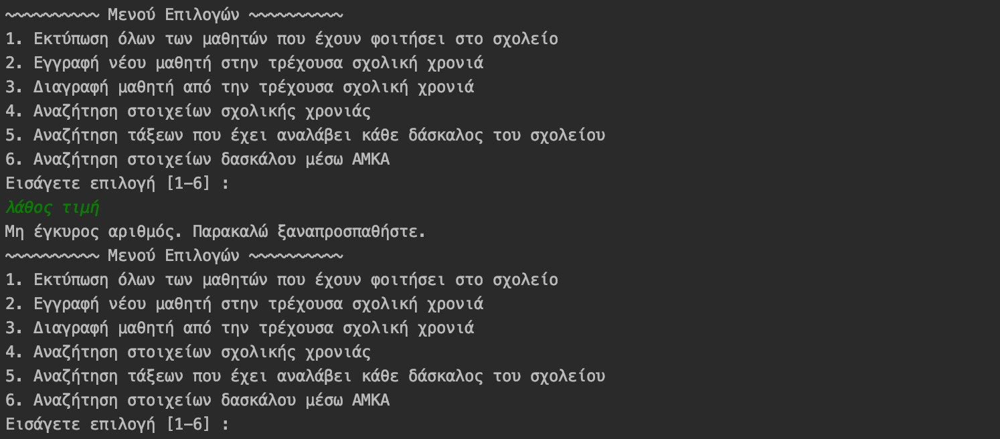 ~~~~~~~~~~ Μενού Επιλογών ~~~~~~~~~~
1. Εκτύπωση όλων των μαθητών που έχουν φοιτήσει στο σχολείο
2. Εγγραφή νέου μαθητή στην τρέχουσα σχολική χρονιά
3. Διαγραφή μαθητή από την τρέχουσα σχολική χρονιά
4. Αναζήτηση στοιχείων σχολικής χρονιάς
5. Αναζήτηση τάξεων που έχει αναλάβει κάθε δάσκαλος του σχολείου
6. Αναζήτηση στοιχείων δασκάλου μέσω ΑΜΚΑ
Εισάγετε επιλογή [1-6] :
λάθος τιμή
Μη έγκυρος αριθμός. Παρακαλώ ξαναπροσπαθήστε.
~~~~~~~~~~ Μενού Επιλογών ~~~~~~~~~~
1. Εκτύπωση όλων των μαθητών που έχουν φοιτήσει στο σχολείο
2. Εγγραφή νέου μαθητή στην τρέχουσα σχολική χρονιά
3. Διαγραφή μαθητή από την τρέχουσα σχολική χρονιά
4. Αναζήτηση στοιχείων σχολικής χρονιάς
5. Αναζήτηση τάξεων που έχει αναλάβει κάθε δάσκαλος του σχολείου
6. Αναζήτηση στοιχείων δασκάλου μέσω ΑΜΚΑ
Εισάγετε επιλογή [1-6] :